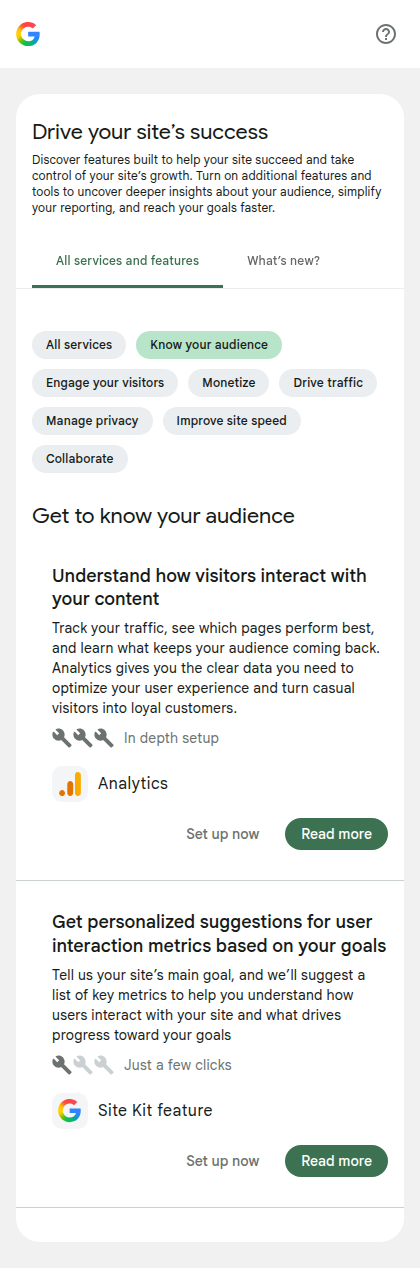 Drive your site's success
Discover features built to help your site succeed and take
control of your site's growth. Turn on additional features and
tools to uncover deeper insights about your audience, simplify
your reporting, and reach your goals faster.
All services and features
What's new?
All services
Know your audience
Engage your visitors
Monetize
Drive traffic
Manage privacy
Improve site speed
Collaborate
Get to know your audience
Understand how visitors interact with
your content
Track your traffic, see which pages perform best,
and learn what keeps your audience coming back.
Analytics gives you the clear data you need to
optimize your user experience and turn casual
visitors into loyal customers.
In depth setup
Analytics
Set up now
Read more
Get personalized suggestions for user
interaction metrics based on your goals
Tell us your site's main goal, and we'll suggest a
list of key metrics to help you understand how
users interact with your site and what drives
progress toward your goals
Just a few clicks
Site Kit feature
Set up now
Read more